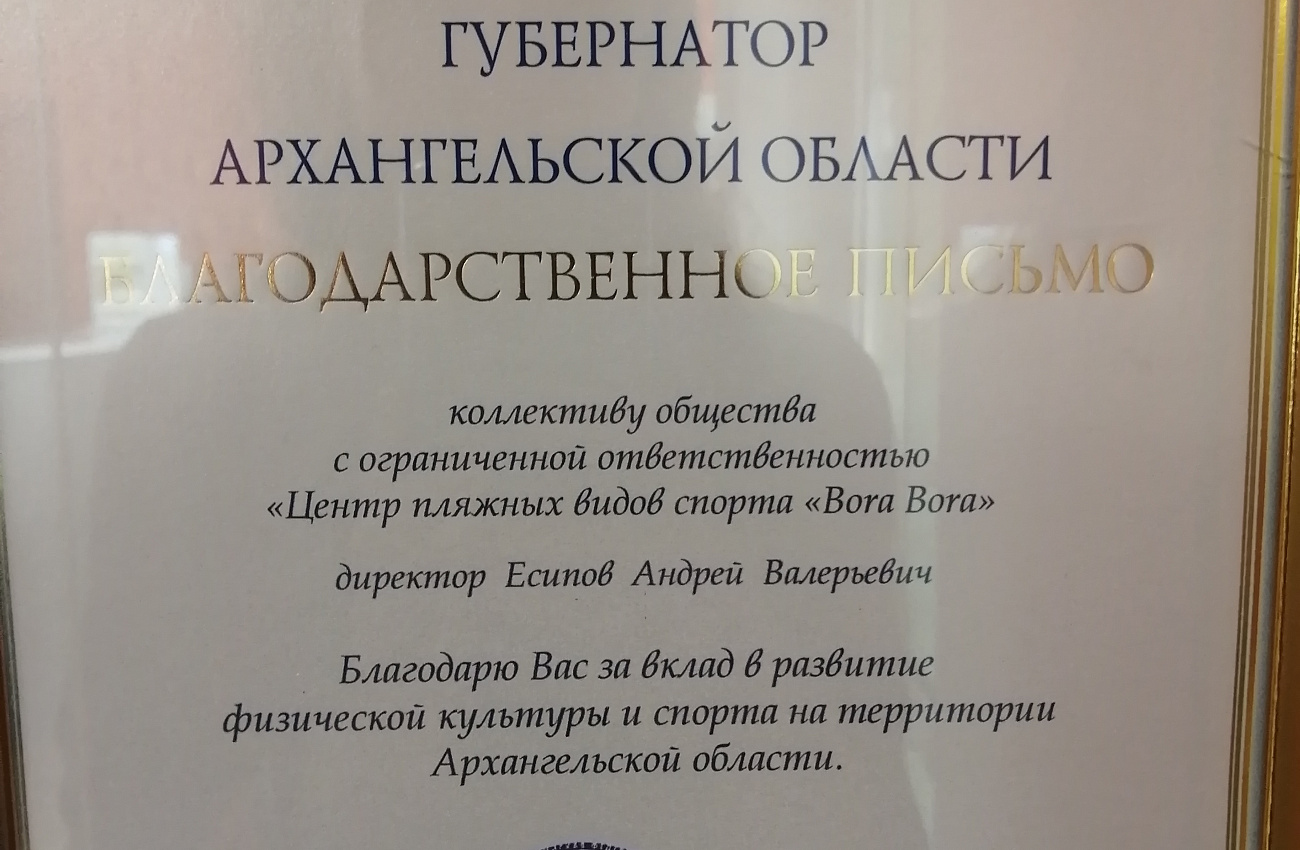 ГУБЕРНАТОР
АРХАНГЕЛЬСКОЙ ОБЛАСТИ
БЛАГОДАРСТВЕННОЕ ПИСЬМО
коллективу общества
с ограниченной ответственностью
«Центр пляжных видов спорта «Bora Bora»
директор Есипов Андрей Валерьевич
Благодарю Вас за вклад в развитие
физической культуры и спорта на территории
Архангельской области.